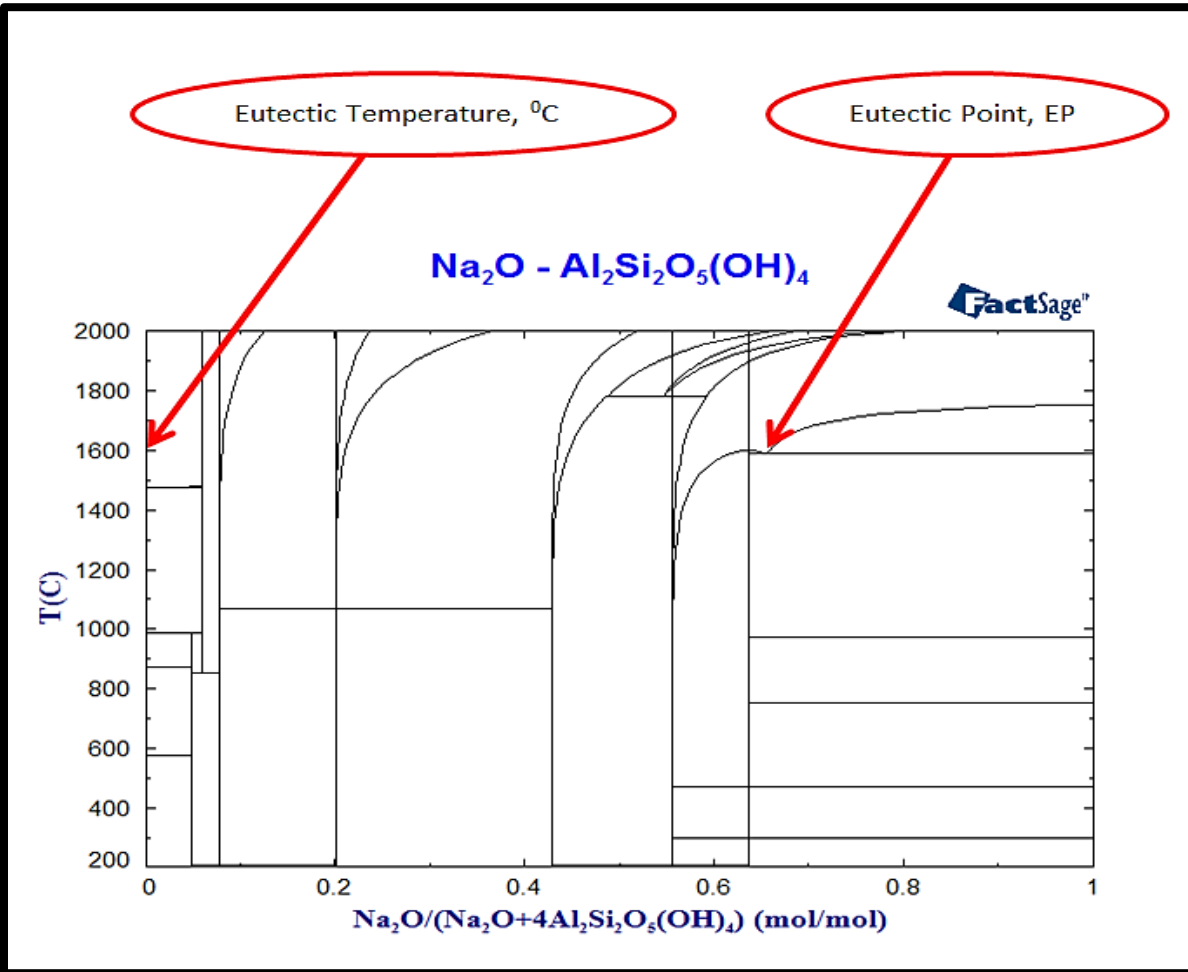 Eutectic Temperature, ⁰C
Eutectic Point, EP
Na₂O - Al₂Si₂O₅(OH)₄
FactSage™
2000
1800
1600
1400
1200
1000
800
600
400
200
T(C)
0 0.2 0.4 0.6 0.8 1
Na₂O/(Na₂O+4Al₂Si₂O₅(OH)₄) (mol/mol)